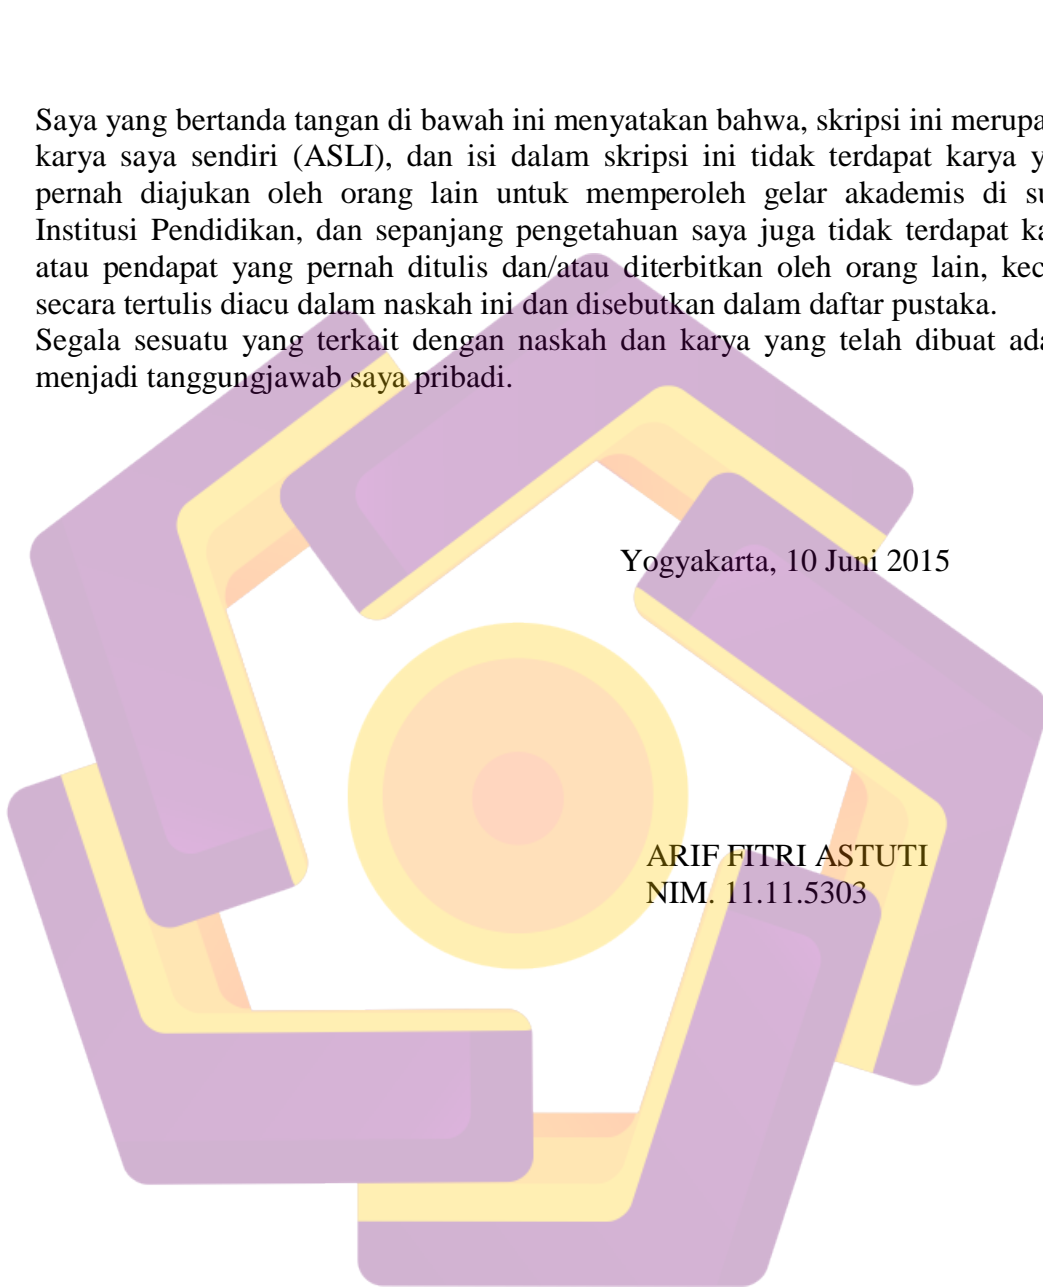 Saya yang bertanda tangan di bawah ini menyatakan bahwa, skripsi ini merupa
karya saya sendiri (ASLI), dan isi dalam skripsi ini tidak terdapat karya y
pernah diajukan oleh orang lain untuk memperoleh gelar akademis di su
Institusi Pendidikan, dan sepanjang pengetahuan saya juga tidak terdapat ka
atau pendapat yang pernah ditulis dan/atau diterbitkan oleh orang lain, kec
secara tertulis diacu dalam naskah ini dan disebutkan dalam daftar pustaka.
Segala sesuatu yang terkait dengan naskah dan karya yang telah dibuat ada
menjadi tanggungjawab saya pribadi.
Yogyakarta, 10 Juni 2015
ARIF FITRI ASTUTI
NIM. 11.11.5303